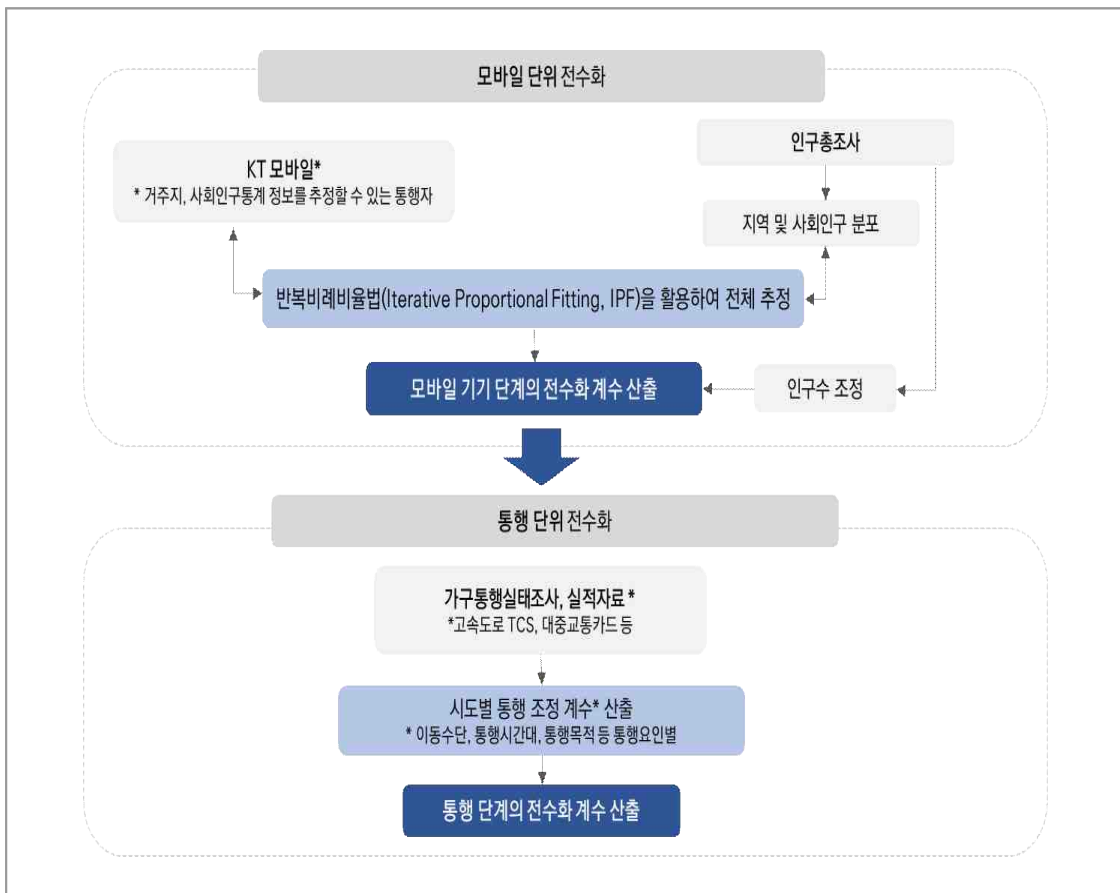 모바일 단위 전수화
KT 모바일*
* 거주지, 사회인구통계 정보를 추정할 수 있는 통행자
인구총조사
지역 및 사회인구 분포
반복비례비율법(Iterative Proportional Fitting, IPF)을 활용하여 전체 추정
모바일 기기 단계의 전수화 계수 산출
인구수 조정
통행 단위 전수화
가구통행실태조사, 실적자료 *
*고속도로 TCS, 대중교통카드 등
시도별 통행 조정 계수* 산출
* 이동수단, 통행시간대, 통행목적 등 통행요인별
통행 단계의 전수화 계수 산출